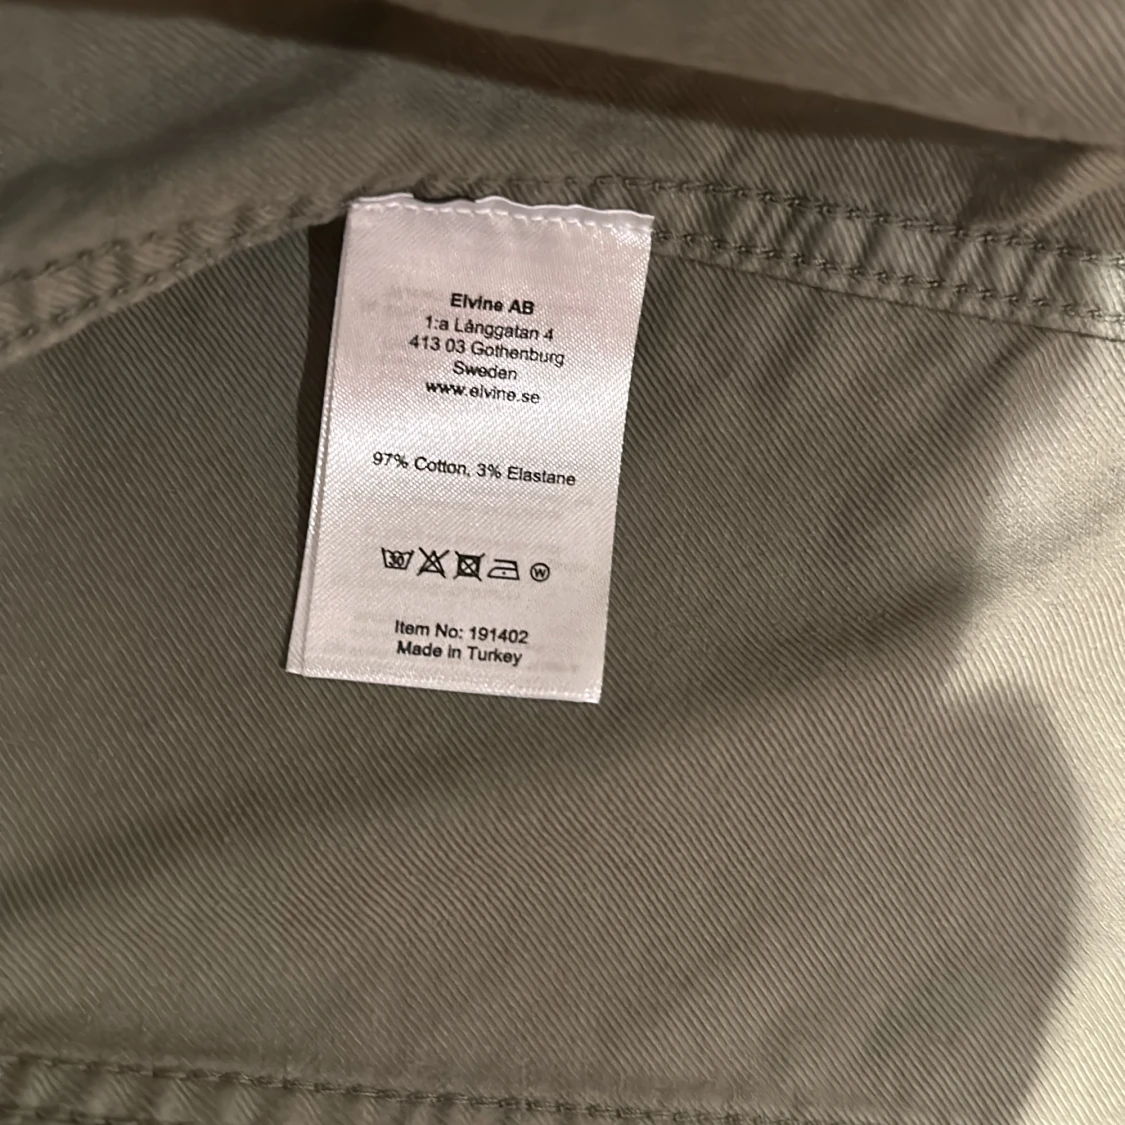 Elvine AB
1:a Långgatan 4
413 03 Gothenburg
Sweden
www.elvine.se
97% Cotton, 3% Elastane
30
W
Item No: 191402
Made in Turkey